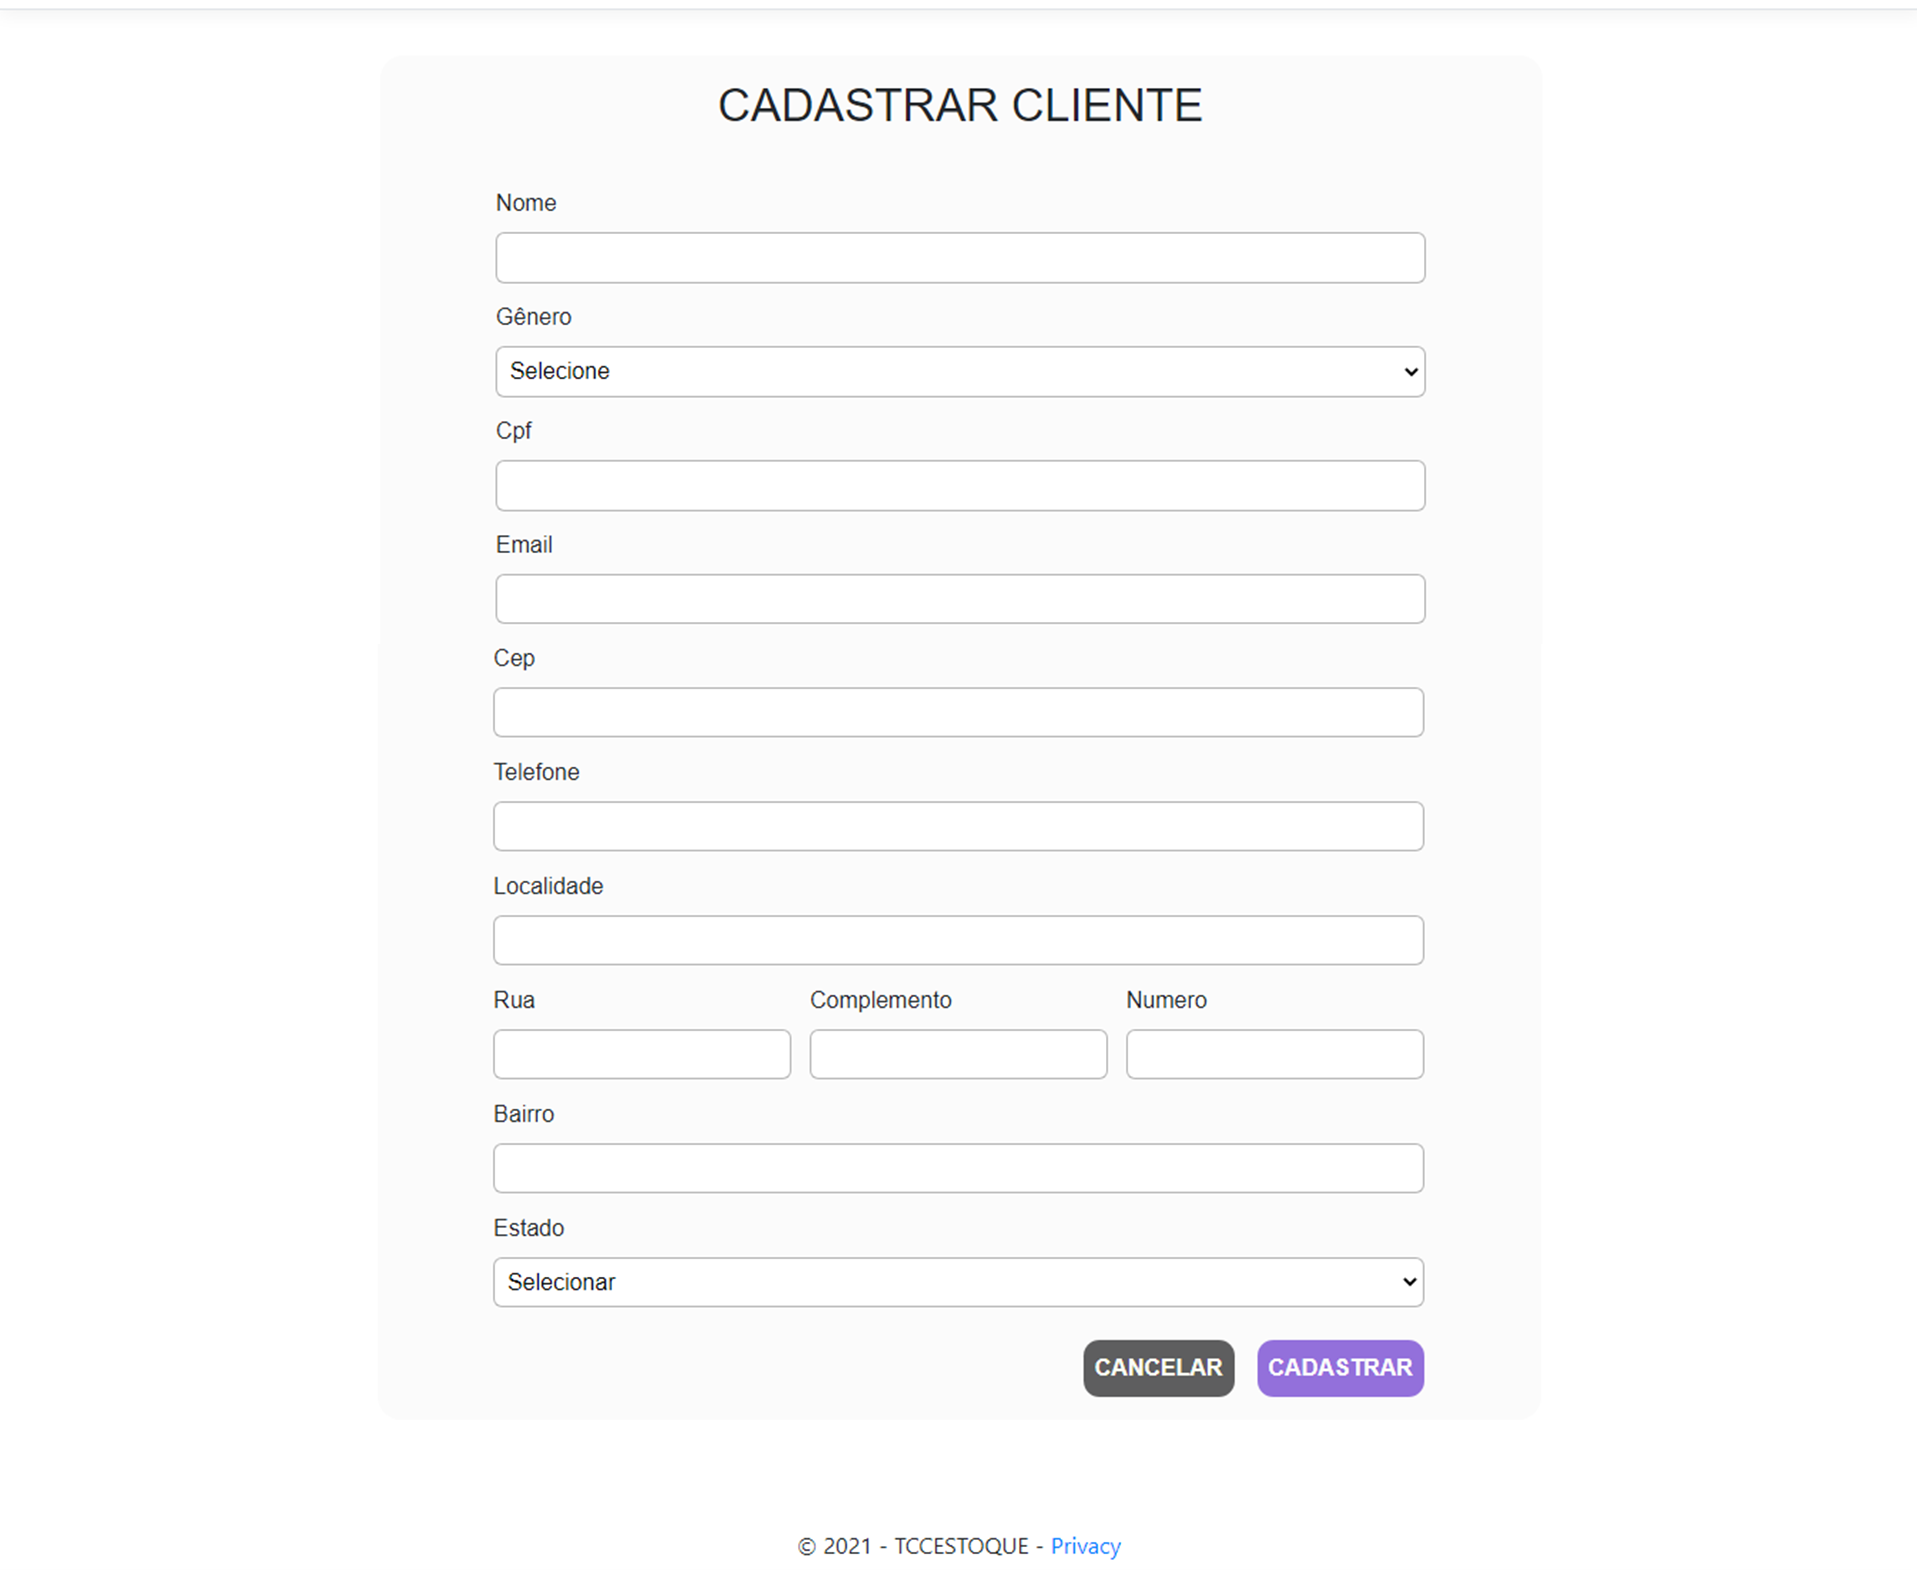 CADASTRAR CLIENTE
Nome
Gênero
Selecione
Cpf
Email
Cep
Telefone
Localidade
Rua Complemento Numero
Bairro
Estado
Selecionar
CANCELAR CADASTRAR
© 2021 - TCCESTOQUE - Privacy